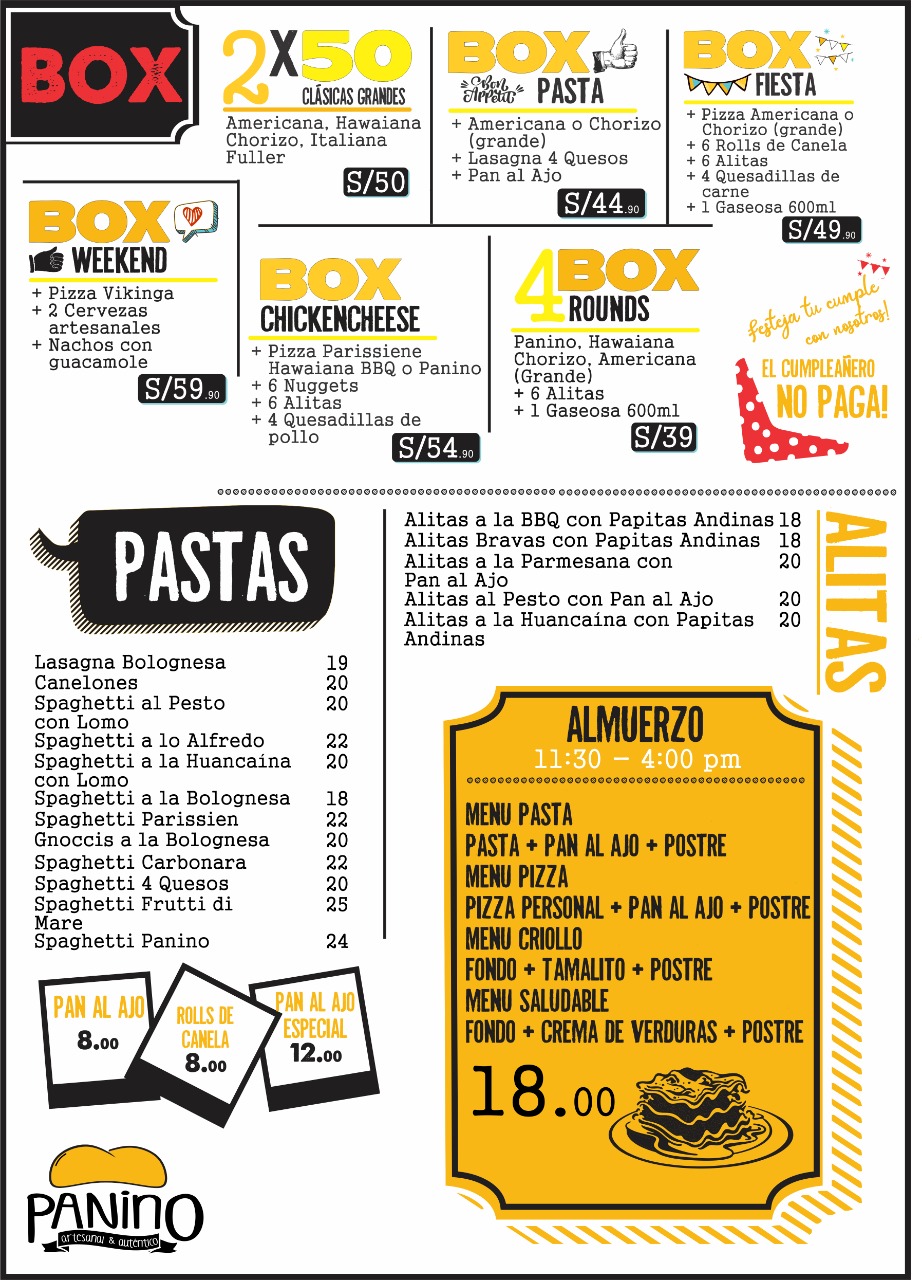 BOX
2X50
CLÁSICAS GRANDES
Americana, Hawaiana
Chorizo, Italiana
Fuller
S/50
BOX
Bon Appetit
PASTA
+ Americana o Chorizo
(grande)
+ Lasagna 4 Quesos
+ Pan al Ajo
S/44.90
BOX
FIESTA
+ Pizza Americana o
Chorizo (grande)
+ 6 Rolls de Canela
+ 6 Alitas
+ 4 Quesadillas de
carne
+ 1 Gaseosa 600ml
S/49.90
BOX
WEEKEND
+ Pizza Vikinga
+ 2 Cervezas
artesanales
+ Nachos con
guacamole
S/59.90
BOX
CHICKENCHEESE
+ Pizza Parissiene
Hawaiana BBQ o Panino
+ 6 Nuggets
+ 6 Alitas
+ 4 Quesadillas de
pollo
S/54.90
4BOX
ROUNDS
Panino, Hawaiana
Chorizo, Americana
(Grande)
+ 6 Alitas
+ 1 Gaseosa 600ml
S/39
Festeja tu cumple
con nosotros!
EL CUMPLEAÑERO
NO PAGA!
PASTAS
Lasagna Bolognesa 19
Canelones 20
Spaghetti al Pesto 20
con Lomo
Spaghetti a lo Alfredo 22
Spaghetti a la Huancaína 20
con Lomo
Spaghetti a la Bolognesa 18
Spaghetti Parissien 22
Gnoccis a la Bolognesa 20
Spaghetti Carbonara 22
Spaghetti 4 Quesos 20
Spaghetti Frutti di 25
Mare
Spaghetti Panino 24
ALITAS
Alitas a la BBQ con Papitas Andinas 18
Alitas Bravas con Papitas Andinas 18
Alitas a la Parmesana con 20
Pan al Ajo
Alitas al Pesto con Pan al Ajo 20
Alitas a la Huancaína con Papitas 20
Andinas
ALMUERZO
11:30 – 4:00 pm
MENU PASTA
PASTA + PAN AL AJO + POSTRE
MENU PIZZA
PIZZA PERSONAL + PAN AL AJO + POSTRE
MENU CRIOLLO
FONDO + TAMALITO + POSTRE
MENU SALUDABLE
FONDO + CREMA DE VERDURAS + POSTRE
18.00
PAN AL AJO
8.00
ROLLS DE
CANELA
8.00
PAN AL AJO
ESPECIAL
12.00
PANINO
artesanal & auténtico